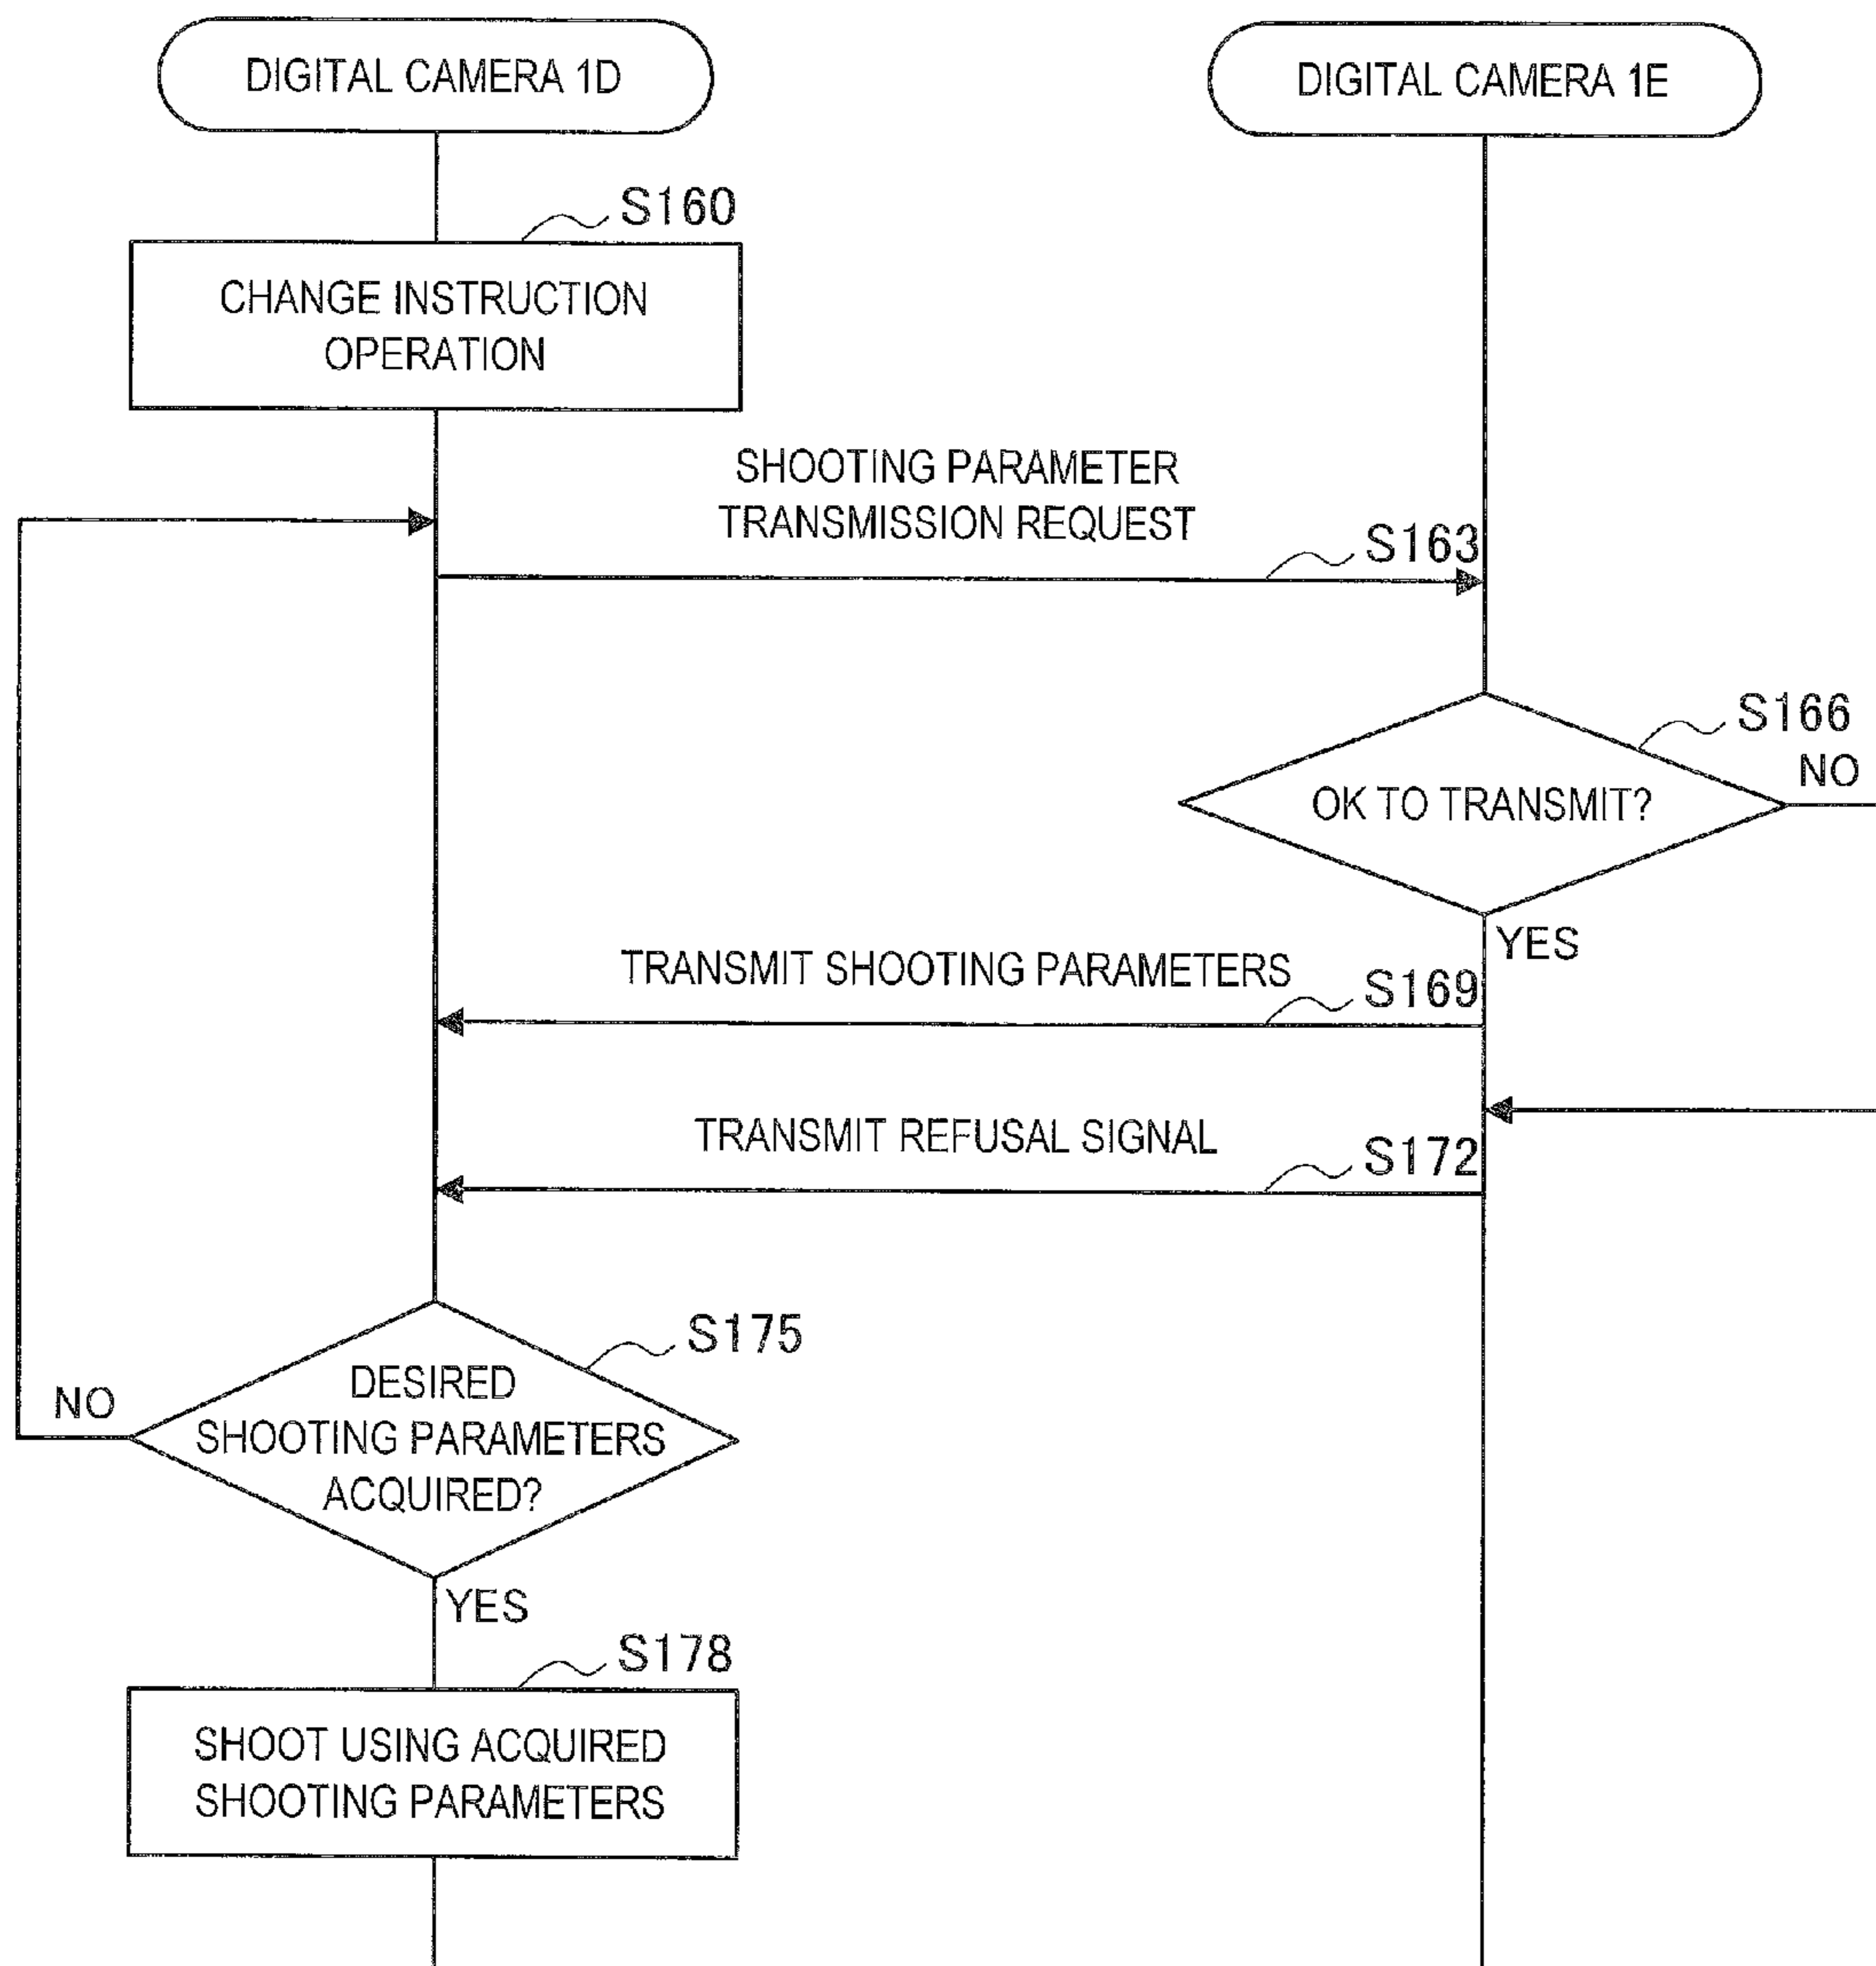 DIGITAL CAMERA 1D
DIGITAL CAMERA 1E
S160
CHANGE INSTRUCTION
OPERATION
SHOOTING PARAMETER
TRANSMISSION REQUEST
S163
S166
NO
OK TO TRANSMIT?
YES
TRANSMIT SHOOTING PARAMETERS
S169
TRANSMIT REFUSAL SIGNAL
S172
S175
NO
DESIRED
SHOOTING PARAMETERS
ACQUIRED?
YES
S178
SHOOT USING ACQUIRED
SHOOTING PARAMETERS